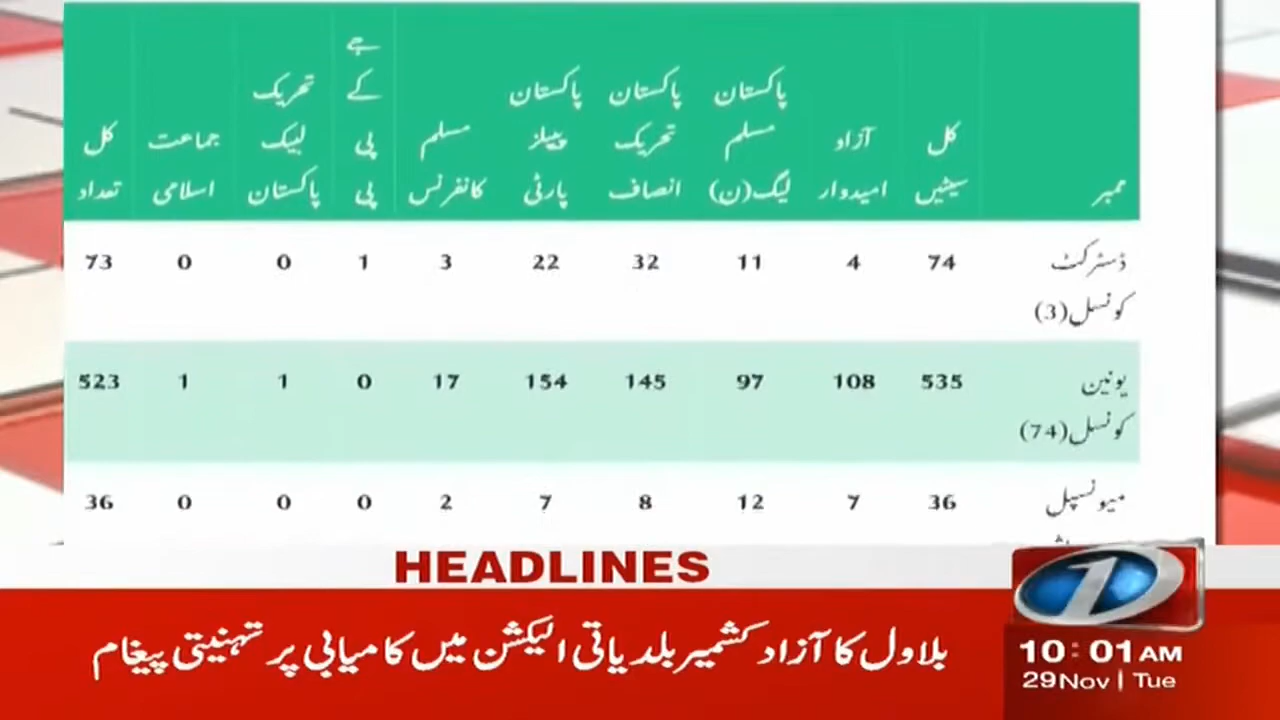 ممبر کل سیٹیں آزاد امیدوار پاکستان مسلم لیگ(ن) پاکستان تحریک انصاف پاکستان پیپلز پارٹی مسلم کانفرنس جے کے پی پی تحریک لبیک پاکستان جماعت اسلامی کل تعداد
ڈسٹرکٹ کونسل(3) 74 4 11 32 22 3 1 0 0 73
یونین کونسل(74) 535 108 97 145 154 17 0 1 1 523
میونسپل 36 7 12 8 7 2 0 0 0 36
HEADLINES
بلاول کا آزاد کشمیر بلدیاتی الیکشن میں کامیابی پر تہنیتی پیغام
1
10:01AM
29Nov | Tue